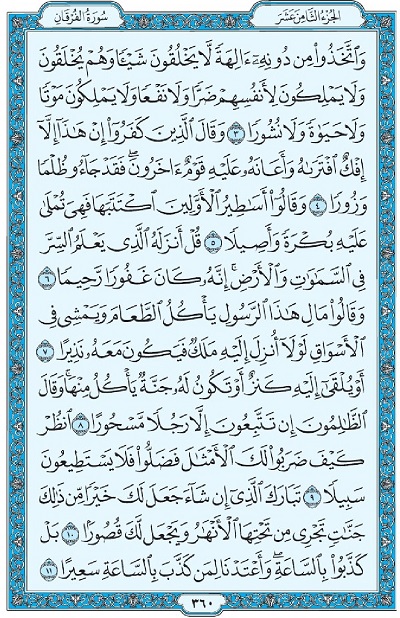 الجزء الثامن عشر
سورة الفرقان
وَٱتَّخَذُوا۟ مِن دُونِهِۦٓ ءَالِهَةً لَّا يَخْلُقُونَ شَيْـًٔا وَهُمْ يُخْلَقُونَ
وَلَا يَمْلِكُونَ لِأَنفُسِهِمْ ضَرًّا وَلَا نَفْعًا وَلَا يَمْلِكُونَ مَوْتًا
وَلَا حَيَوٰةً وَلَا نُشُورًا ٣ وَقَالَ ٱلَّذِينَ كَفَرُوٓا۟ إِنْ هَـٰذَآ إِلَّآ
إِفْكٌ ٱفْتَرَىٰهُ وَأَعَانَهُۥ عَلَيْهِ قَوْمٌ ءَاخَرُونَ ۖ فَقَدْ جَآءُو ظُلْمًا
وَزُورًا ٤ وَقَالُوٓا۟ أَسَـٰطِيرُ ٱلْأَوَّلِينَ ٱكْتَتَبَهَا فَهِىَ تُمْلَىٰ
عَلَيْهِ بُكْرَةً وَأَصِيلًا ٥ قُلْ أَنزَلَهُ ٱلَّذِى يَعْلَمُ ٱلسِّرَّ
فِى ٱلسَّمَـٰوَٰتِ وَٱلْأَرْضِ ۚ إِنَّهُۥ كَانَ غَفُورًا رَّحِيمًا ٦
وَقَالُوا۟ مَالِ هَـٰذَا ٱلرَّسُولِ يَأْكُلُ ٱلطَّعَامَ وَيَمْشِى فِى
ٱلْأَسْوَاقِ ۙ لَوْلَآ أُنزِلَ إِلَيْهِ مَلَكٌ فَيَكُونَ مَعَهُۥ نَذِيرًا ٧
أَوْ يُلْقَىٰٓ إِلَيْهِ كَنزٌ أَوْ تَكُونُ لَهُۥ جَنَّةٌ يَأْكُلُ مِنْهَا ۚ وَقَالَ
ٱلظَّـٰلِمُونَ إِن تَتَّبِعُونَ إِلَّا رَجُلًا مَّسْحُورًا ٨ ٱنظُرْ
كَيْفَ ضَرَبُوا۟ لَكَ ٱلْأَمْثَـٰلَ فَضَلُّوا۟ فَلَا يَسْتَطِيعُونَ
سَبِيلًا ٩ تَبَارَكَ ٱلَّذِىٓ إِن شَآءَ جَعَلَ لَكَ خَيْرًا مِّن ذَٰلِكَ
جَنَّـٰتٍ تَجْرِى مِن تَحْتِهَا ٱلْأَنْهَـٰرُ وَيَجْعَل لَّكَ قُصُورًۢا ١٠ بَلْ
كَذَّبُوا۟ بِٱلسَّاعَةِ ۖ وَأَعْتَدْنَا لِمَن كَذَّبَ بِٱلسَّاعَةِ سَعِيرًا ١١
٣٦٠